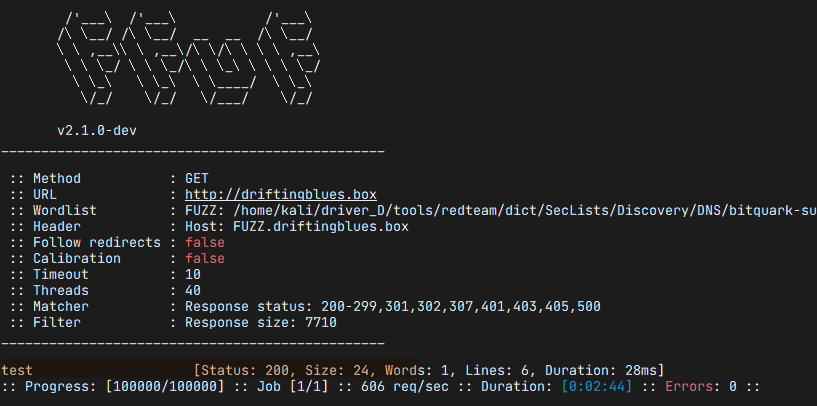 /'___\  /'___\           /'___\
       /\ \__/ /\ \__/  __  __  /\ \__/
       \ \ ,__\\ \ ,__\/\ \/\ \ \ \ ,__\
        \ \ \_/ \ \ \_/\ \ \_\ \ \ \ \_/
         \ \_\   \ \_\  \ \____/  \ \_\
          \/_/    \/_/   \/___/    \/_/
v2.1.0-dev
________________________________________________
:: Method : GET
:: URL : http://driftingblues.box
:: Wordlist : FUZZ: /home/kali/driver_D/tools/redteam/dict/SecLists/Discovery/DNS/bitquark-su
:: Header : Host: FUZZ.driftingblues.box
:: Follow redirects : false
:: Calibration : false
:: Timeout : 10
:: Threads : 40
:: Matcher : Response status: 200-299,301,302,307,401,403,405,500
:: Filter : Response size: 7710
________________________________________________
test [Status: 200, Size: 24, Words: 1, Lines: 6, Duration: 28ms]
:: Progress: [100000/100000] :: Job [1/1] :: 606 req/sec :: Duration: [0:02:44] :: Errors: 0 ::